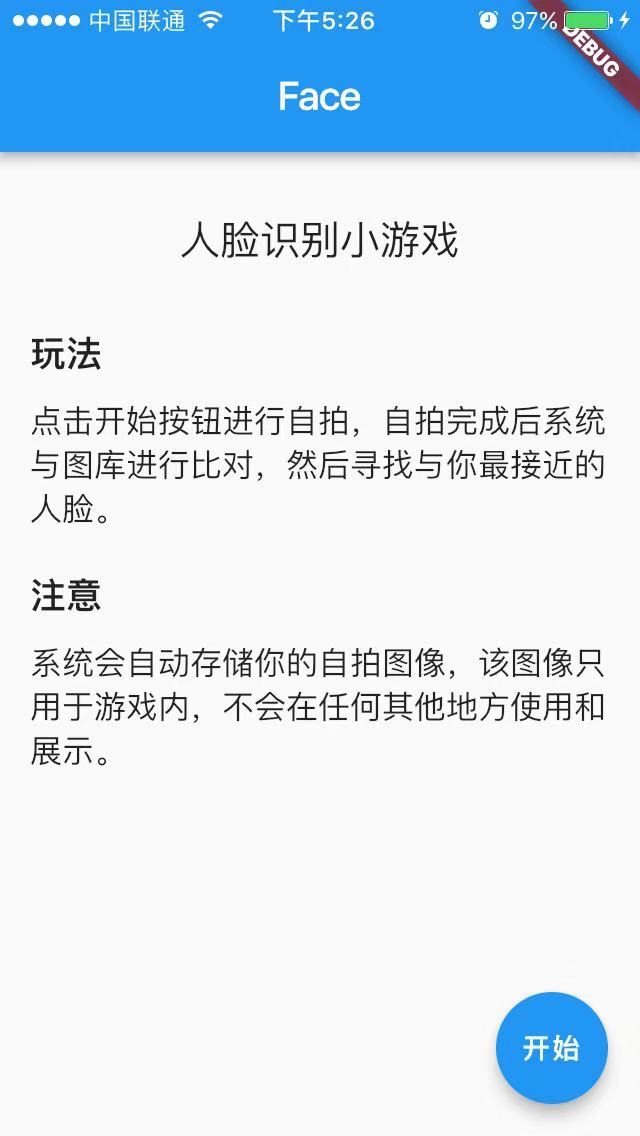 中国联通 下午5:26 97%
DEBUG
Face
人脸识别小游戏
玩法
点击开始按钮进行自拍，自拍完成后系统
与图库进行比对，然后寻找与你最接近的
人脸。
注意
系统会自动存储你的自拍图像，该图像只
用于游戏内，不会在任何其他地方使用和
展示。
开始